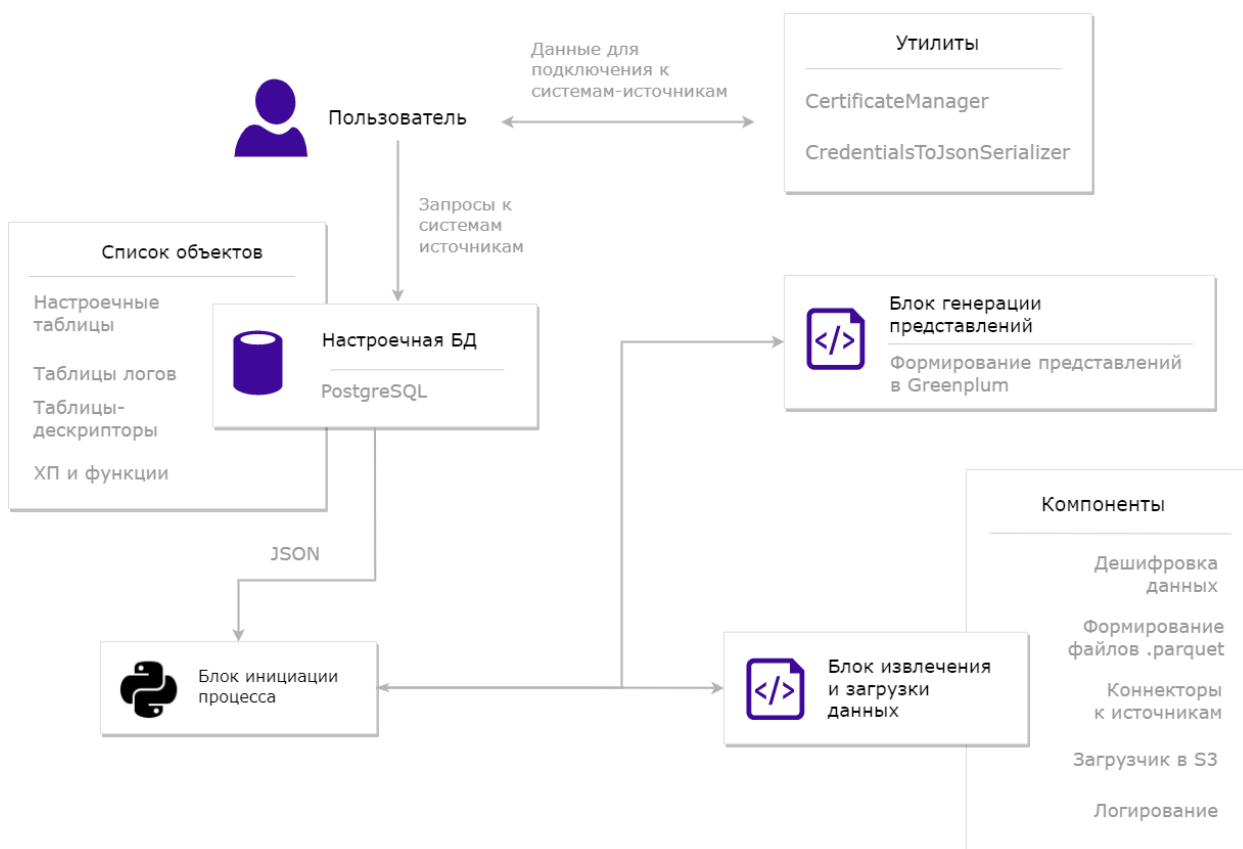 Пользователь
Данные для
подключения к
системам-источникам
Утилиты
CertificateManager
CredentialsToJsonSerializer
Запросы к
системам
источникам
Список объектов
Настроечные
таблицы
Таблицы логов
Таблицы-
дескрипторы
ХП и функции
Настроечная БД
PostgreSQL
Блок генерации
представлений
Формирование представлений
в Greenplum
JSON
Блок инициации
процесса
Блок извлечения
и загрузки
данных
Компоненты
Дешифровка
данных
Формирование
файлов .parquet
Коннекторы
к источникам
Загрузчик в S3
Логирование